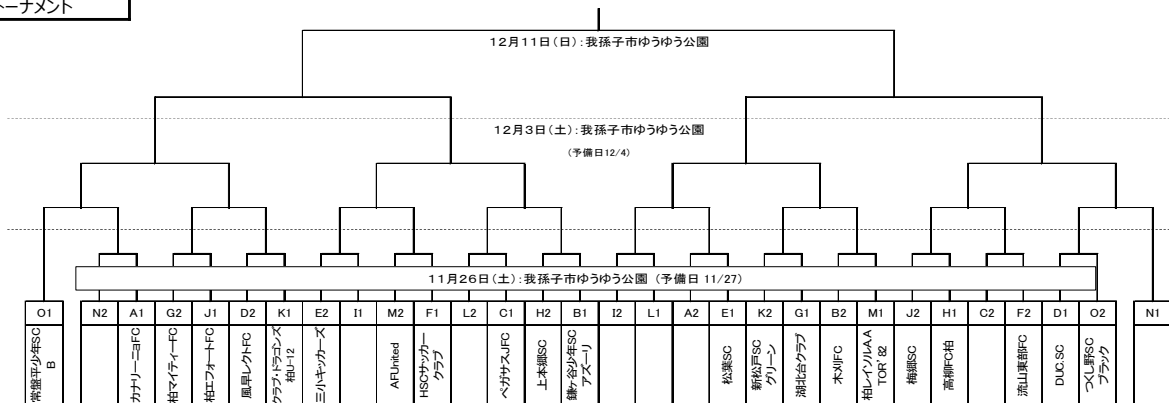 トーナメント
12月11日(日):我孫子市ゆうゆう公園
12月3日(土):我孫子市ゆうゆう公園
(予備日12/4)
11月26日(土):我孫子市ゆうゆう公園 (予備日 11/27)
O1 N2 A1 G2 J1 D2 K1 E2 I1 M2 F1 L2 C1 H2 B1 I2 L1 A2 E1 K2 G1 B2 M1 J2 H1 C2 F2 D1 O2 N1
常盤平少年SC
B
カナリーニョFC
柏マイティーFC
柏エフォートFC
風早レクトFC
クラブ・ドラゴンズ
柏U-12
三小キッカーズ
AFUnited
HSCサッカー
クラブ
ペガサスJFC
上本郷SC
鎌ヶ谷少年SC
アズーリ
松葉SC
新松戸SC
グリーン
湖北台クラブ
木刈FC
柏レイソルA.A
TOR'82
梅郷SC
高柳FC柏
流山東部FC
DUC.SC
つくし野SC
ブラック